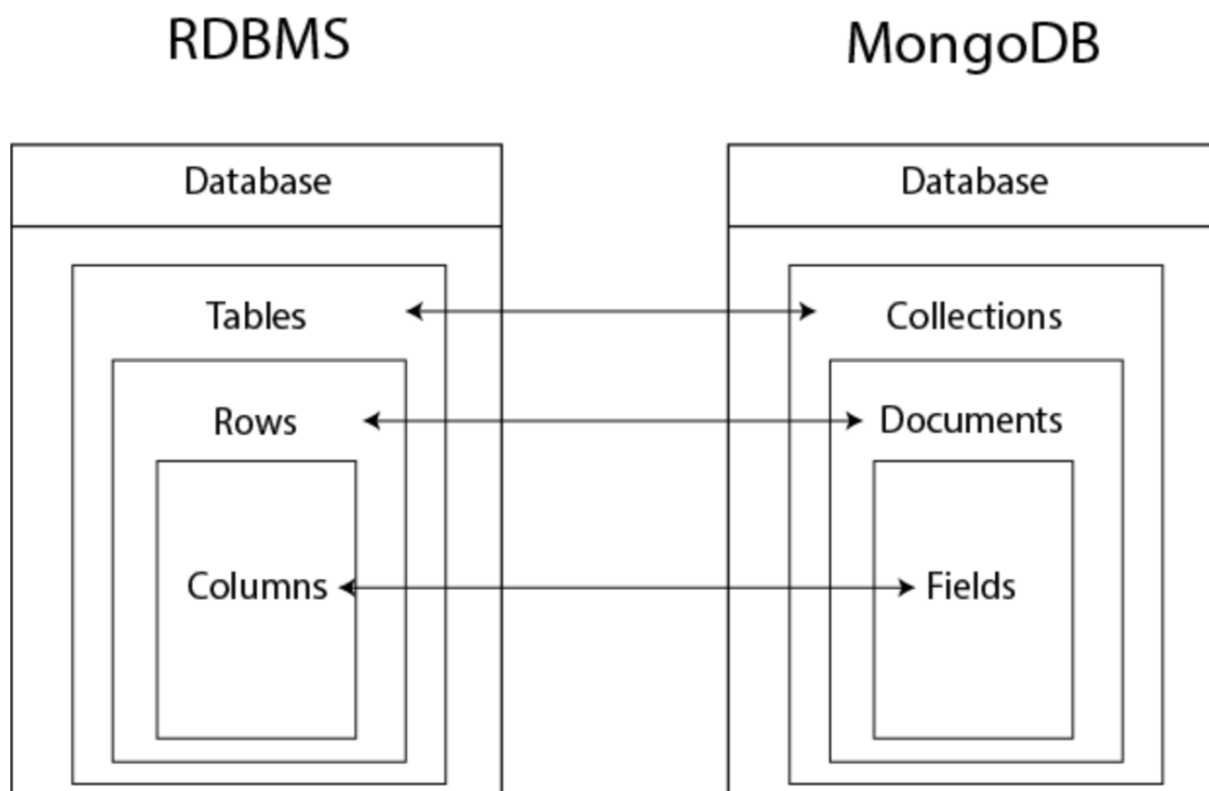 RDBMS
MongoDB
Database
Database
Tables
Collections
Rows
Documents
Columns
Fields